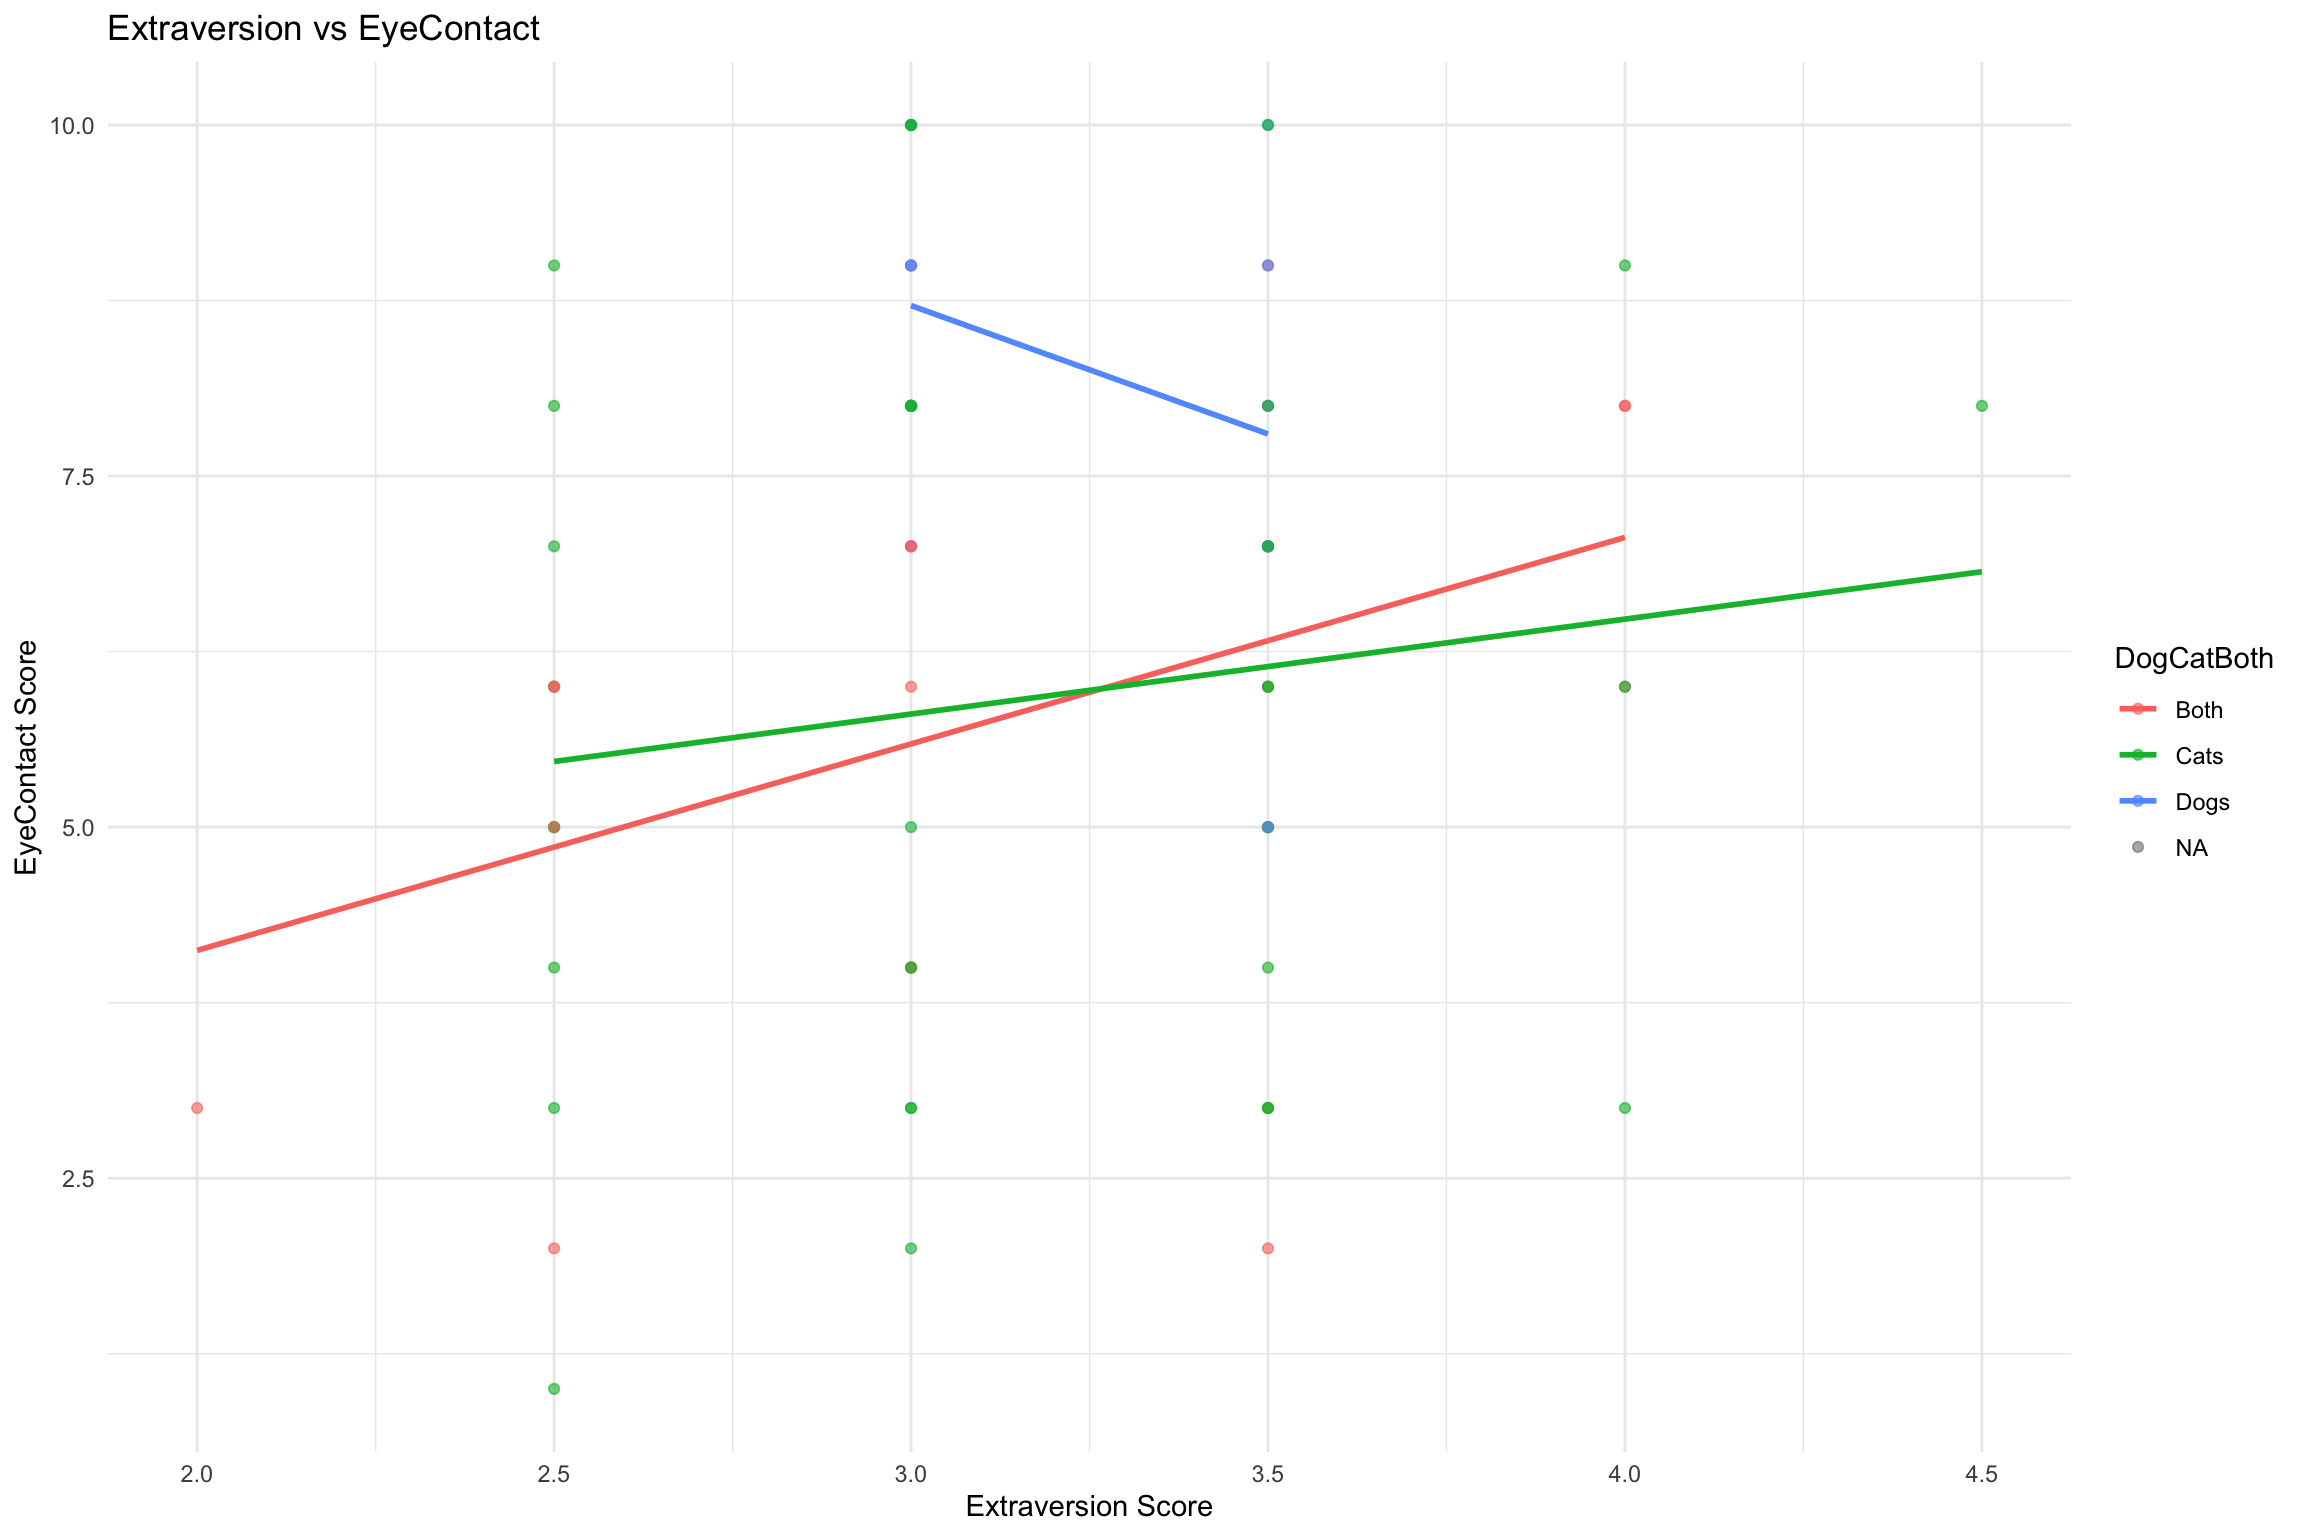 Extraversion vs EyeContact
10.0
7.5
5.0
2.5
EyeContact Score
2.0 2.5 3.0 3.5 4.0 4.5
Extraversion Score
DogCatBoth
Both
Cats
Dogs
NA